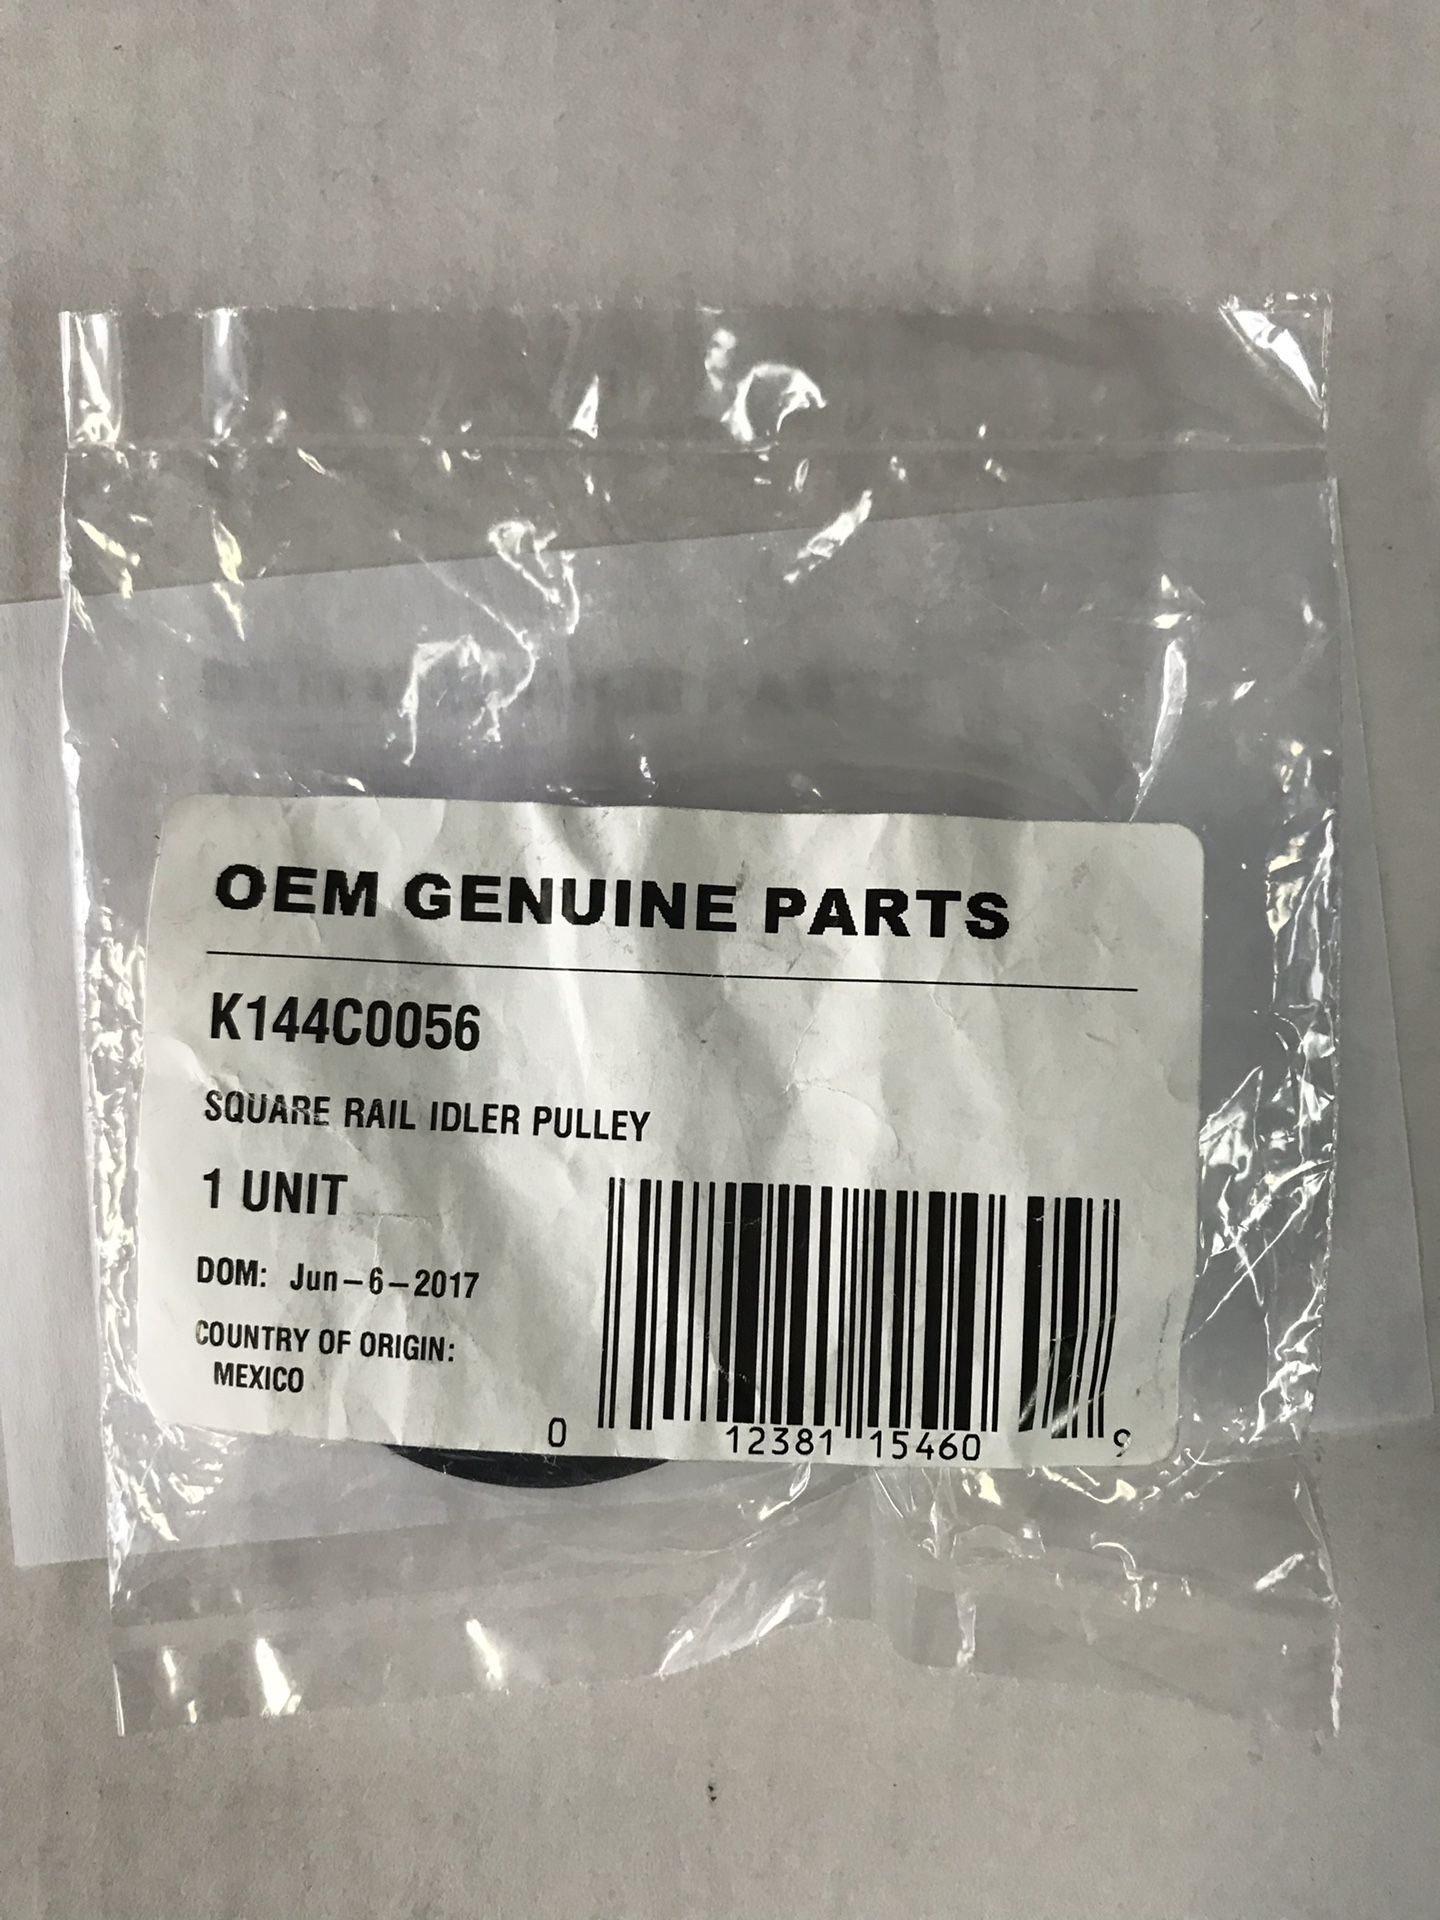 OEM GENUINE PARTS
K144C0056
SQUARE RAIL IDLER PULLEY
1 UNIT
DOM: Jun-6-2017
COUNTRY OF ORIGIN:
MEXICO
0 12381 15460 9